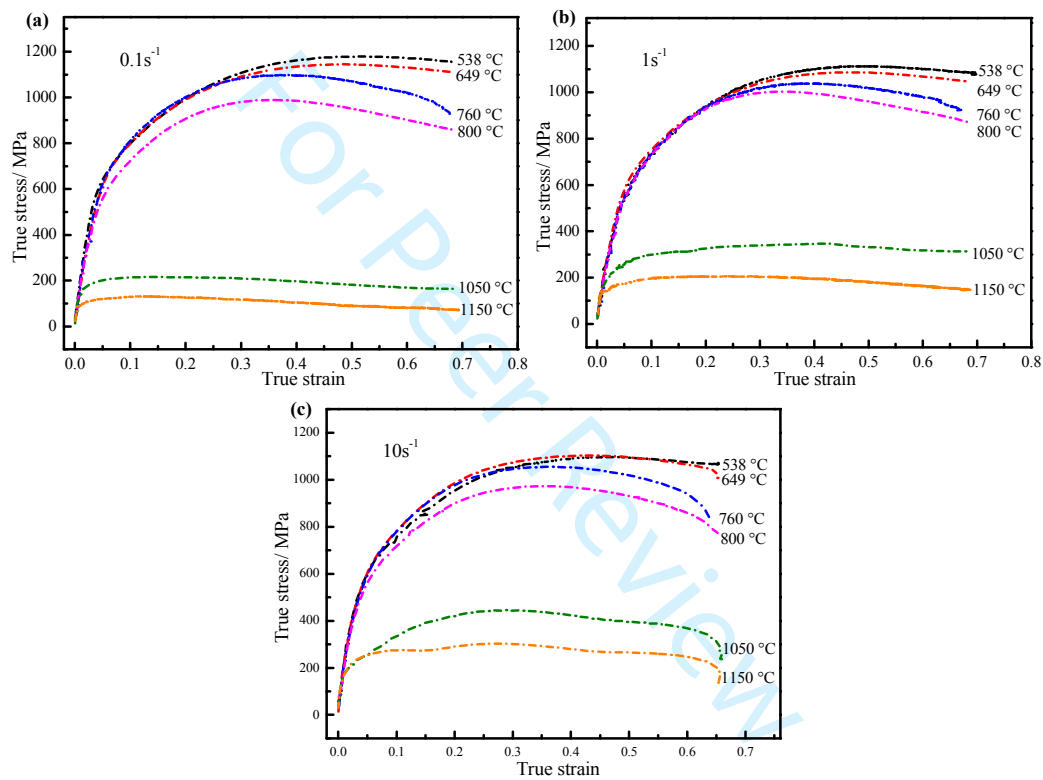 (a)
0.1s⁻¹
True stress/ MPa
1200
1000
800
600
400
200
0
538 °C
649 °C
760 °C
800 °C
1050 °C
1150 °C
0.0 0.1 0.2 0.3 0.4 0.5 0.6 0.7 0.8
True strain
(b)
1s⁻¹
True stress/ MPa
1200
1000
800
600
400
200
0
538 °C
649 °C
760 °C
800 °C
1050 °C
1150 °C
0.0 0.1 0.2 0.3 0.4 0.5 0.6 0.7 0.8
True strain
(c)
10s⁻¹
True stress/ MPa
1200
1000
800
600
400
200
0
538 °C
649 °C
760 °C
800 °C
1050 °C
1150 °C
0.0 0.1 0.2 0.3 0.4 0.5 0.6 0.7
True strain
For Peer Review